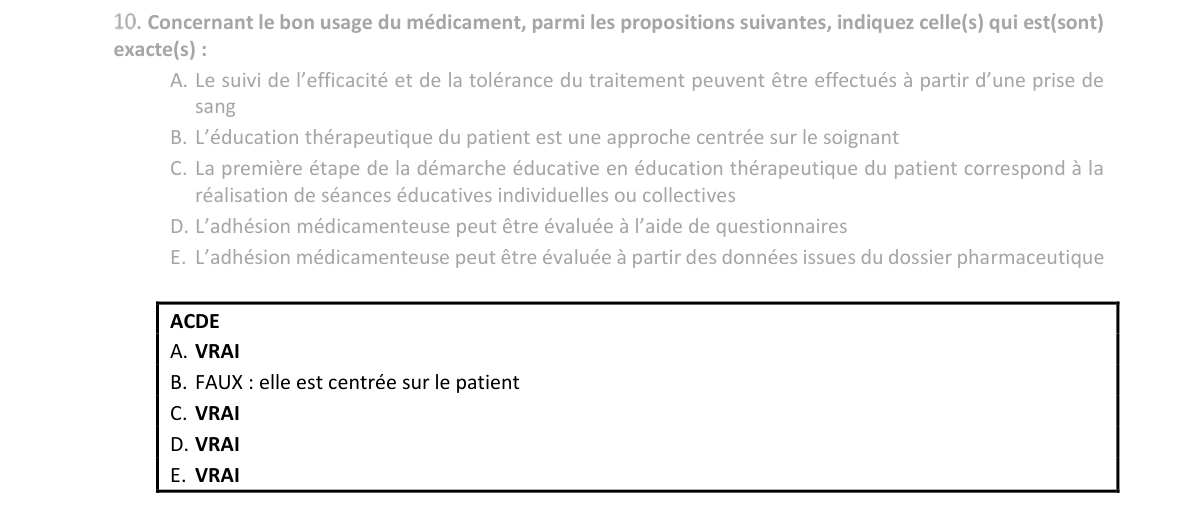 10. Concernant le bon usage du médicament, parmi les propositions suivantes, indiquez celle(s) qui est(sont)
exacte(s) :
A. Le suivi de l’efficacité et de la tolérance du traitement peuvent être effectués à partir d’une prise de
sang
B. L’éducation thérapeutique du patient est une approche centrée sur le soignant
C. La première étape de la démarche éducative en éducation thérapeutique du patient correspond à la
réalisation de séances éducatives individuelles ou collectives
D. L’adhésion médicamenteuse peut être évaluée à l’aide de questionnaires
E. L’adhésion médicamenteuse peut être évaluée à partir des données issues du dossier pharmaceutique
ACDE
A. VRAI
B. FAUX : elle est centrée sur le patient
C. VRAI
D. VRAI
E. VRAI